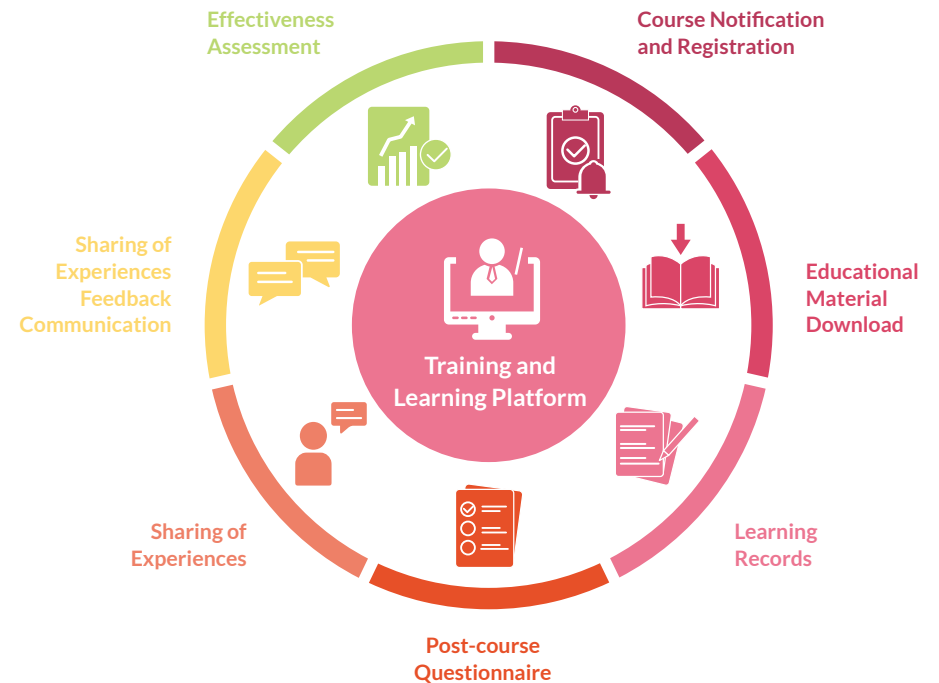 Effectiveness
Assessment
Course Notification
and Registration
Sharing of
Experiences
Feedback
Communication
Educational
Material
Download
Training and
Learning Platform
Sharing of
Experiences
Learning
Records
Post-course
Questionnaire